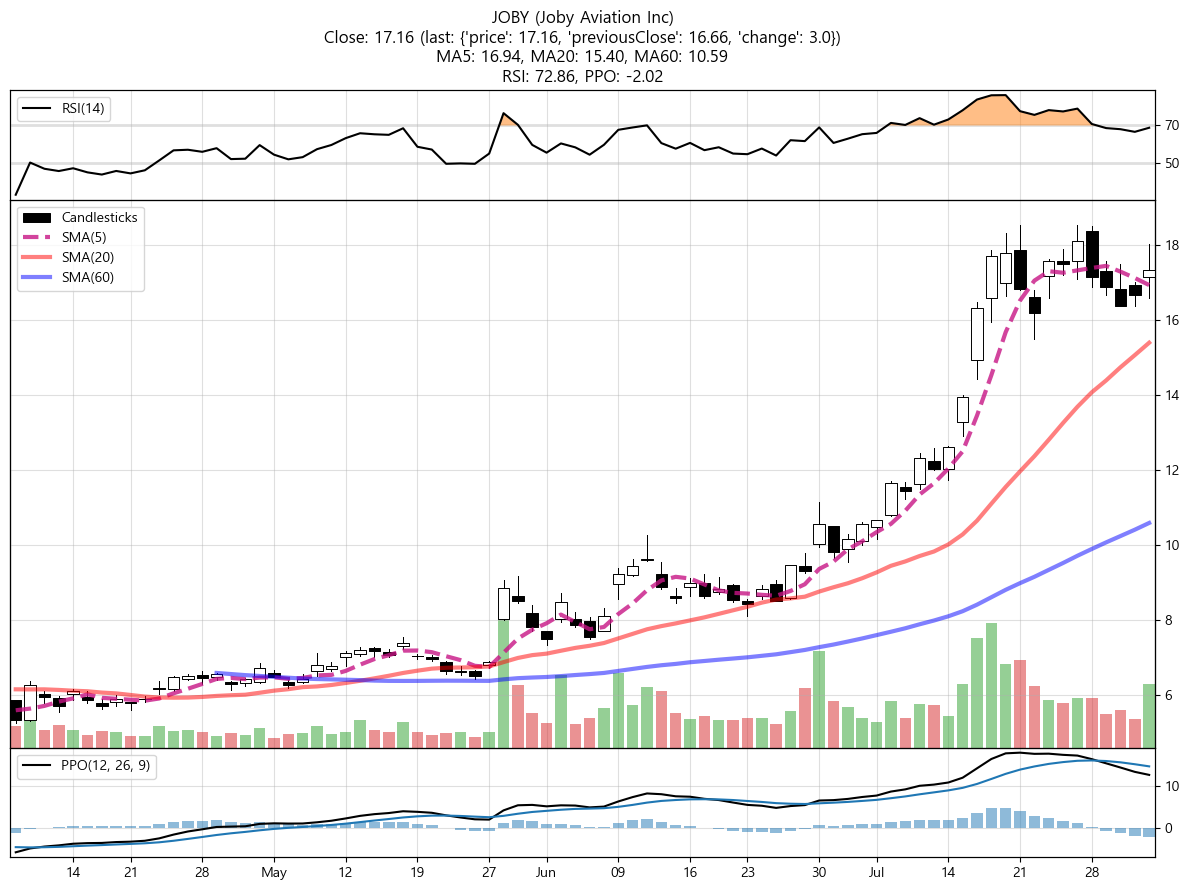 JOBY (Joby Aviation Inc)
Close: 17.16 (last: {'price': 17.16, 'previousClose': 16.66, 'change': 3.0})
MA5: 16.94, MA20: 15.40, MA60: 10.59
RSI: 72.86, PPO: -2.02
RSI(14)
70
50
Candlesticks
SMA(5)
SMA(20)
SMA(60)
18
16
14
12
10
8
6
PPO(12, 26, 9)
10
0
14 21 28 May 12 19 27 Jun 09 16 23 30 Jul 14 21 28